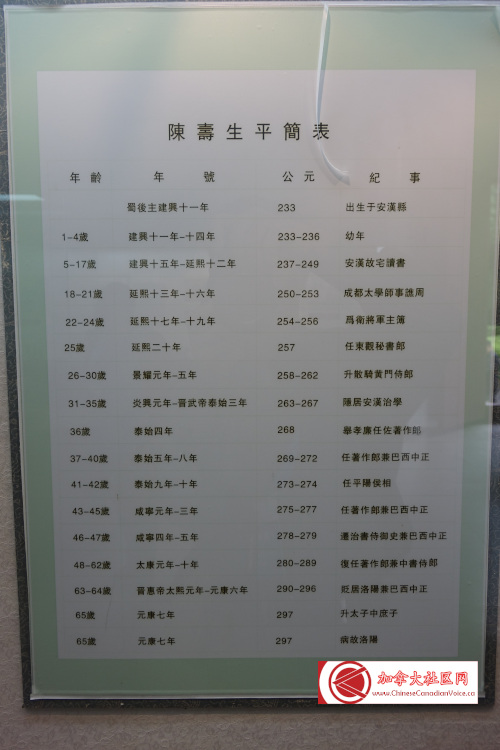 陳壽生平簡表
年齡 年號 公元 紀事
蜀後主建興十一年 233 出生于安漢縣
1-4歲 建興十一年-十四年 233-236 幼年
5-17歲 建興十五年-延熙十二年 237-249 安漢故宅讀書
18-21歲 延熙十三年-十六年 250-253 成都太學師事譙周
22-24歲 延熙十七年-十九年 254-256 爲衛將軍主簿
25歲 延熙二十年 257 任東觀秘書郎
26-30歲 景耀元年-五年 258-262 升散騎黄門侍郎
31-35歲 炎興元年-晋武帝泰始三年 263-267 隱居安漢治學
36歲 泰始四年 268 舉孝廉任佐著作郎
37-40歲 泰始五年-八年 269-272 任著作郎兼巴西中正
41-42歲 泰始九年-十年 273-274 任平陽侯相
43-45歲 咸寧元年-三年 275-277 任著作郎兼巴西中正
46-47歲 咸寧四年-五年 278-279 遷治書侍御史兼巴西中正
48-62歲 太康元年-十年 280-289 復任著作郎兼中書侍郎
63-64歲 晉惠帝太熙元年-元康六年 290-296 貶居洛陽兼巴西中正
65歲 元康七年 297 升太子中庶子
65歲 元康七年 297 病故洛陽
加拿大社区网
www.ChineseCanadianVoice.ca